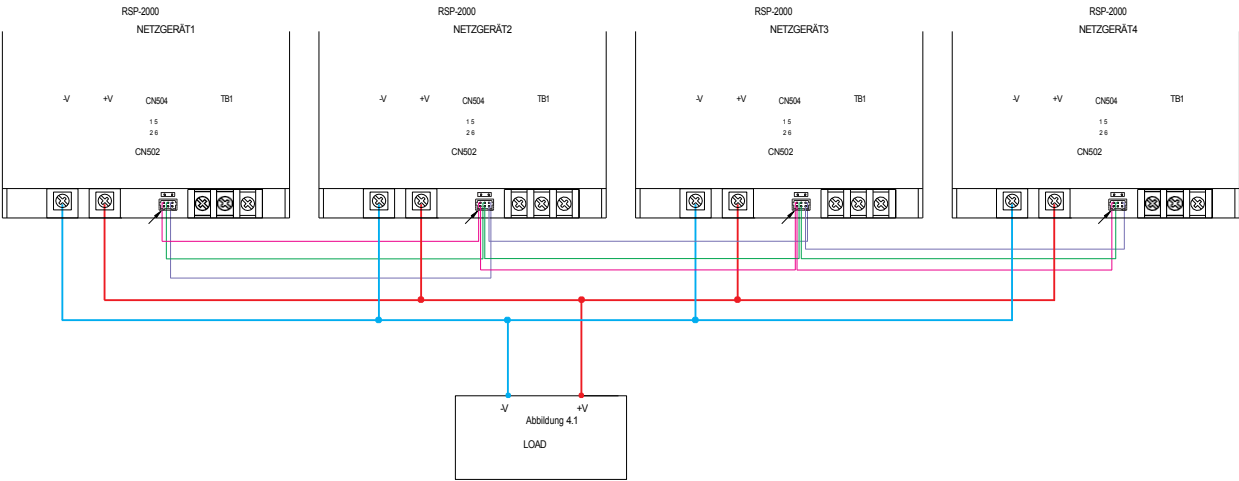 RSP-2000
NETZGERÄT1
-V +V CN504 TB1
1 5
2 6
CN502
RSP-2000
NETZGERÄT2
-V +V CN504 TB1
1 5
2 6
CN502
RSP-2000
NETZGERÄT3
-V +V CN504 TB1
1 5
2 6
CN502
RSP-2000
NETZGERÄT4
-V +V CN504 TB1
1 5
2 6
CN502
-V +V
Abbildung 4.1
LOAD